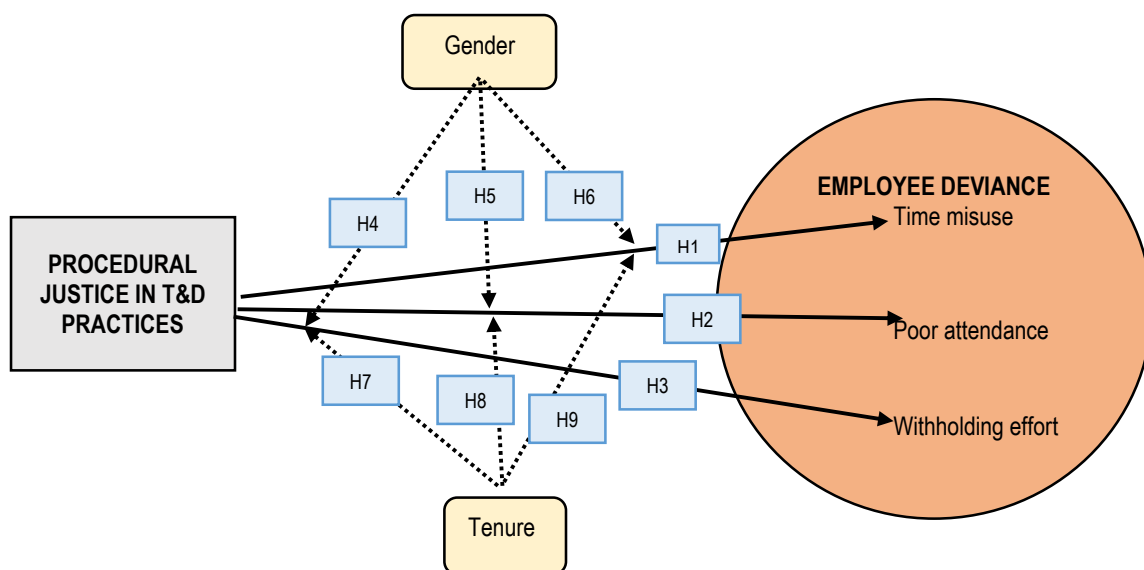 Gender
H5
H6
H4
EMPLOYEE DEVIANCE
Time misuse
H1
PROCEDURAL
JUSTICE IN T&D
PRACTICES
H2
Poor attendance
H7
H3
H8
H9
Withholding effort
Tenure